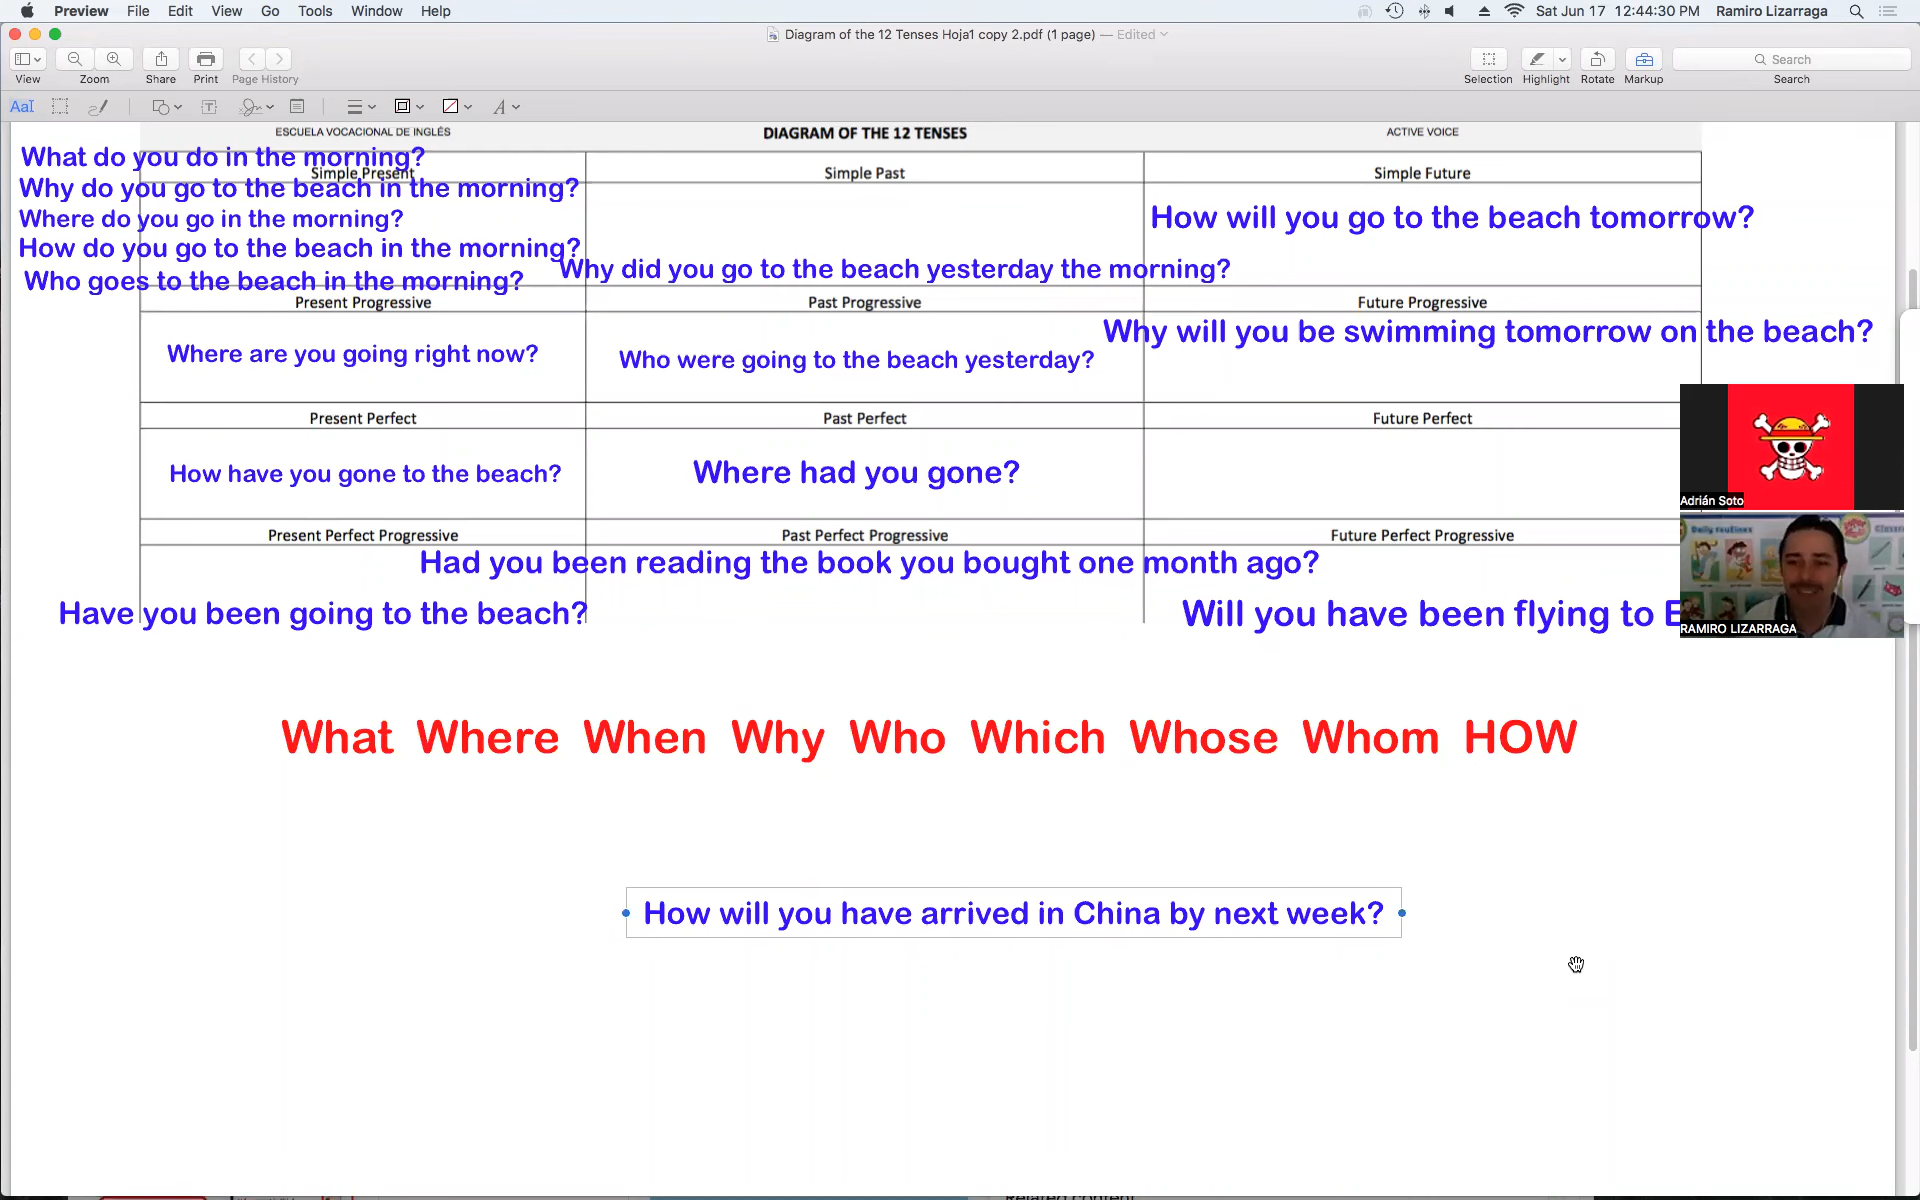 Preview File Edit View Go Tools Window Help Sat Jun 17 12:44:30 PM Ramiro Lizarraga
Diagram of the 12 Tenses Hoja1 copy 2.pdf (1 page) — Edited
View Zoom Share Print Page History Selection Highlight Rotate Markup Search
Search
AaI T A
ESCUELA VOCACIONAL DE INGLÉS DIAGRAM OF THE 12 TENSES ACTIVE VOICE
What do you do in the morning?
Simple Present Simple Past Simple Future
Why do you go to the beach in the morning?
Where do you go in the morning?
How will you go to the beach tomorrow?
How do you go to the beach in the morning?
Why did you go to the beach yesterday the morning?
Who goes to the beach in the morning?
Present Progressive Past Progressive Future Progressive
Why will you be swimming tomorrow on the beach?
Where are you going right now?
Who were going to the beach yesterday?
Present Perfect Past Perfect Future Perfect
How have you gone to the beach?
Where had you gone?
Adrián Soto
Present Perfect Progressive Past Perfect Progressive Future Perfect Progressive
Daily routines
Had you been reading the book you bought one month ago?
Have you been going to the beach?
Will you have been flying to
RAMIRO LIZARRAGA
What Where When Why Who Which Whose Whom HOW
How will you have arrived in China by next week?